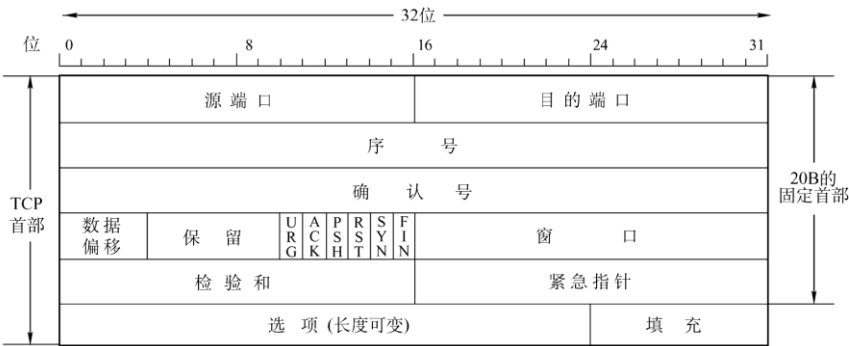 32位
位 0 8 16 24 31
源端口 目的端口
序号
确认号
TCP首部
20B的固定首部
数据偏移 保留 URG ACK PSH RST SYN FIN 窗口
检验和 紧急指针
选项 (长度可变) 填充